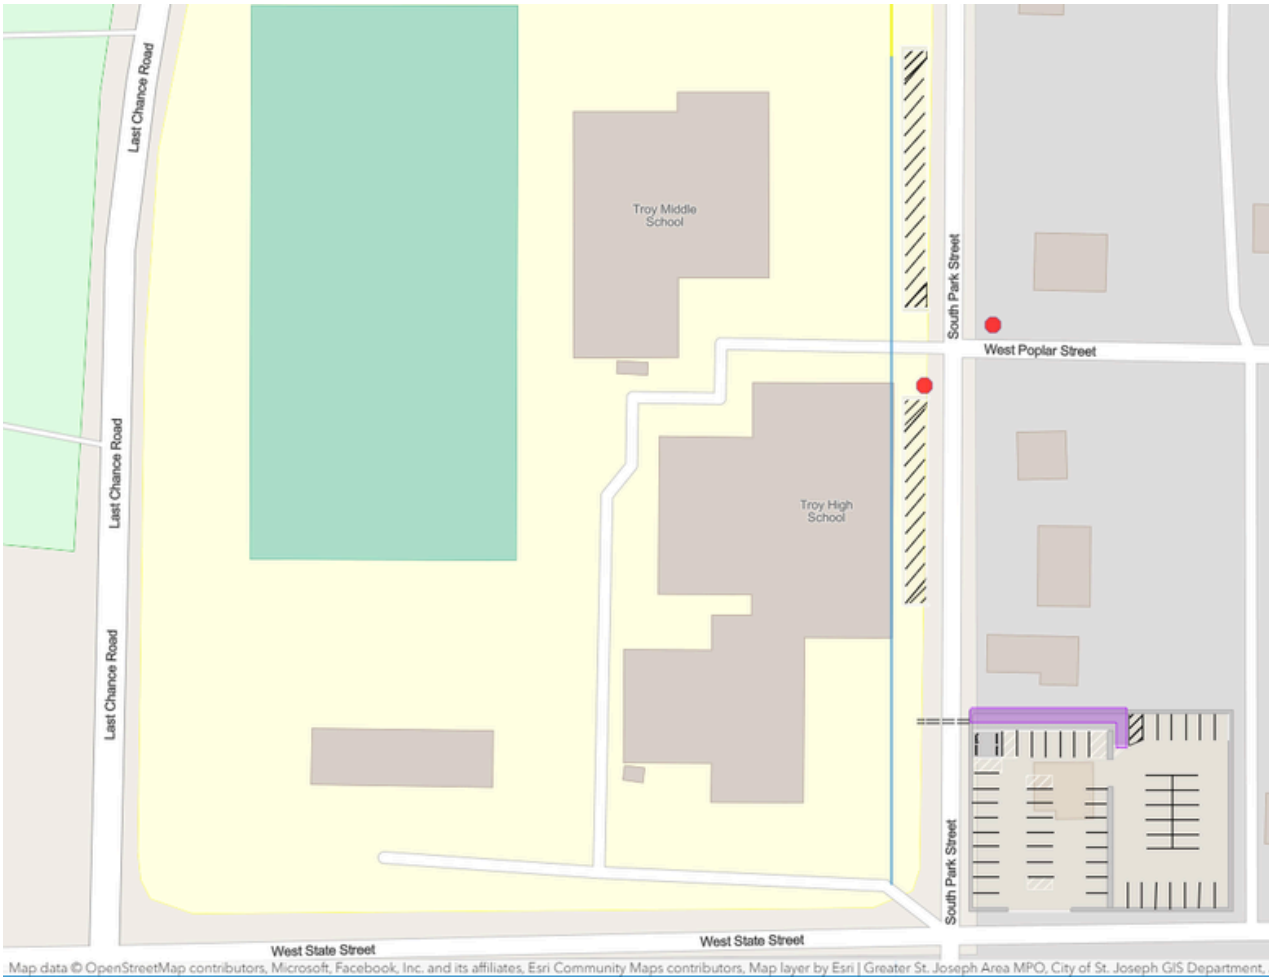 Last Chance Road
Troy Middle
School
South Park Street
West Poplar Street
Last Chance Road
Troy High
School
Last Chance Road
South Park Street
West State Street
West State Street
Map data © OpenStreetMap contributors, Microsoft, Facebook, Inc. and its affiliates, Esri Community Maps contributors, Map layer by Esri | Greater St. Joseph Area MPO, City of St. Joseph GIS Department,